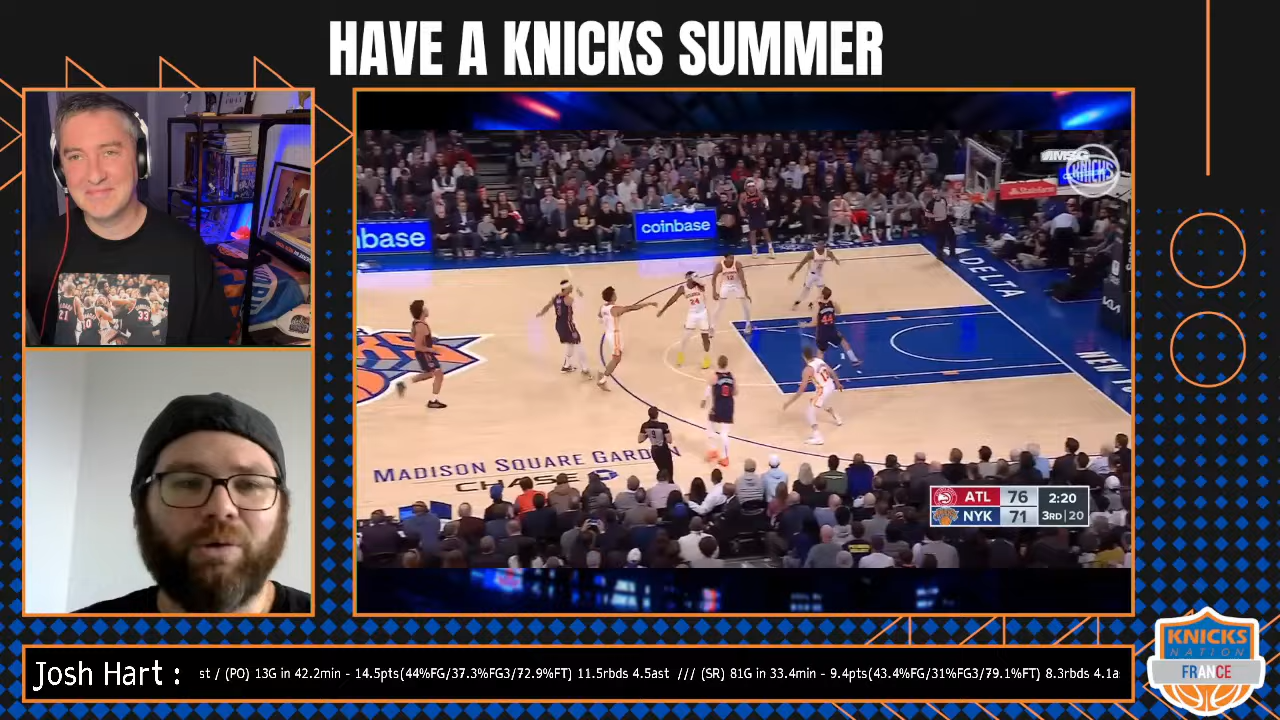 HAVE A KNICKS SUMMER
MSG
KNICKS
State Farm
coinbase
base
DELTA
NEW Y
MADISON SQUARE GARDEN
CHASE
ATL 76 2:20
NYK 71 3RD 20
Josh Hart : st / (PO) 13G in 42.2min - 14.5pts(44%FG/37.3%FG3/72.9%FT) 11.5rbds 4.5ast /// (SR) 81G in 33.4min - 9.4pts(43.4%FG/31%FG3/79.1%FT) 8.3rbds 4.1a
KNICKS
NATION
FRANCE